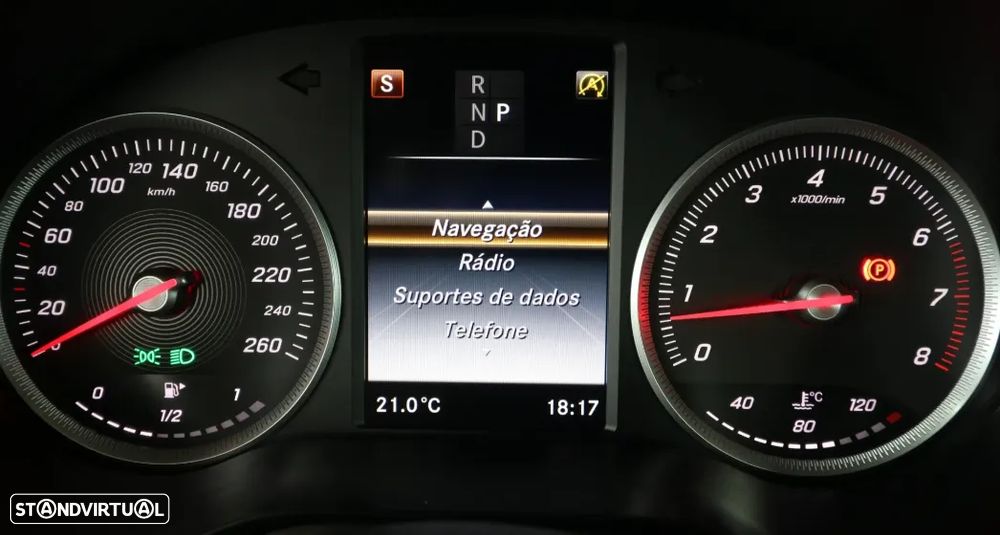 S
R
N P
D
A
Navegação
Rádio
Suportes de dados
Telefone
21.0°C
18:17
0
20
40
60
80
100
120
140
160
180
200
220
240
260
km/h
0
1/2
1
0
1
2
3
4
5
6
7
8
x1000/min
P
40
80
120
°C
STANDVIRTUAL